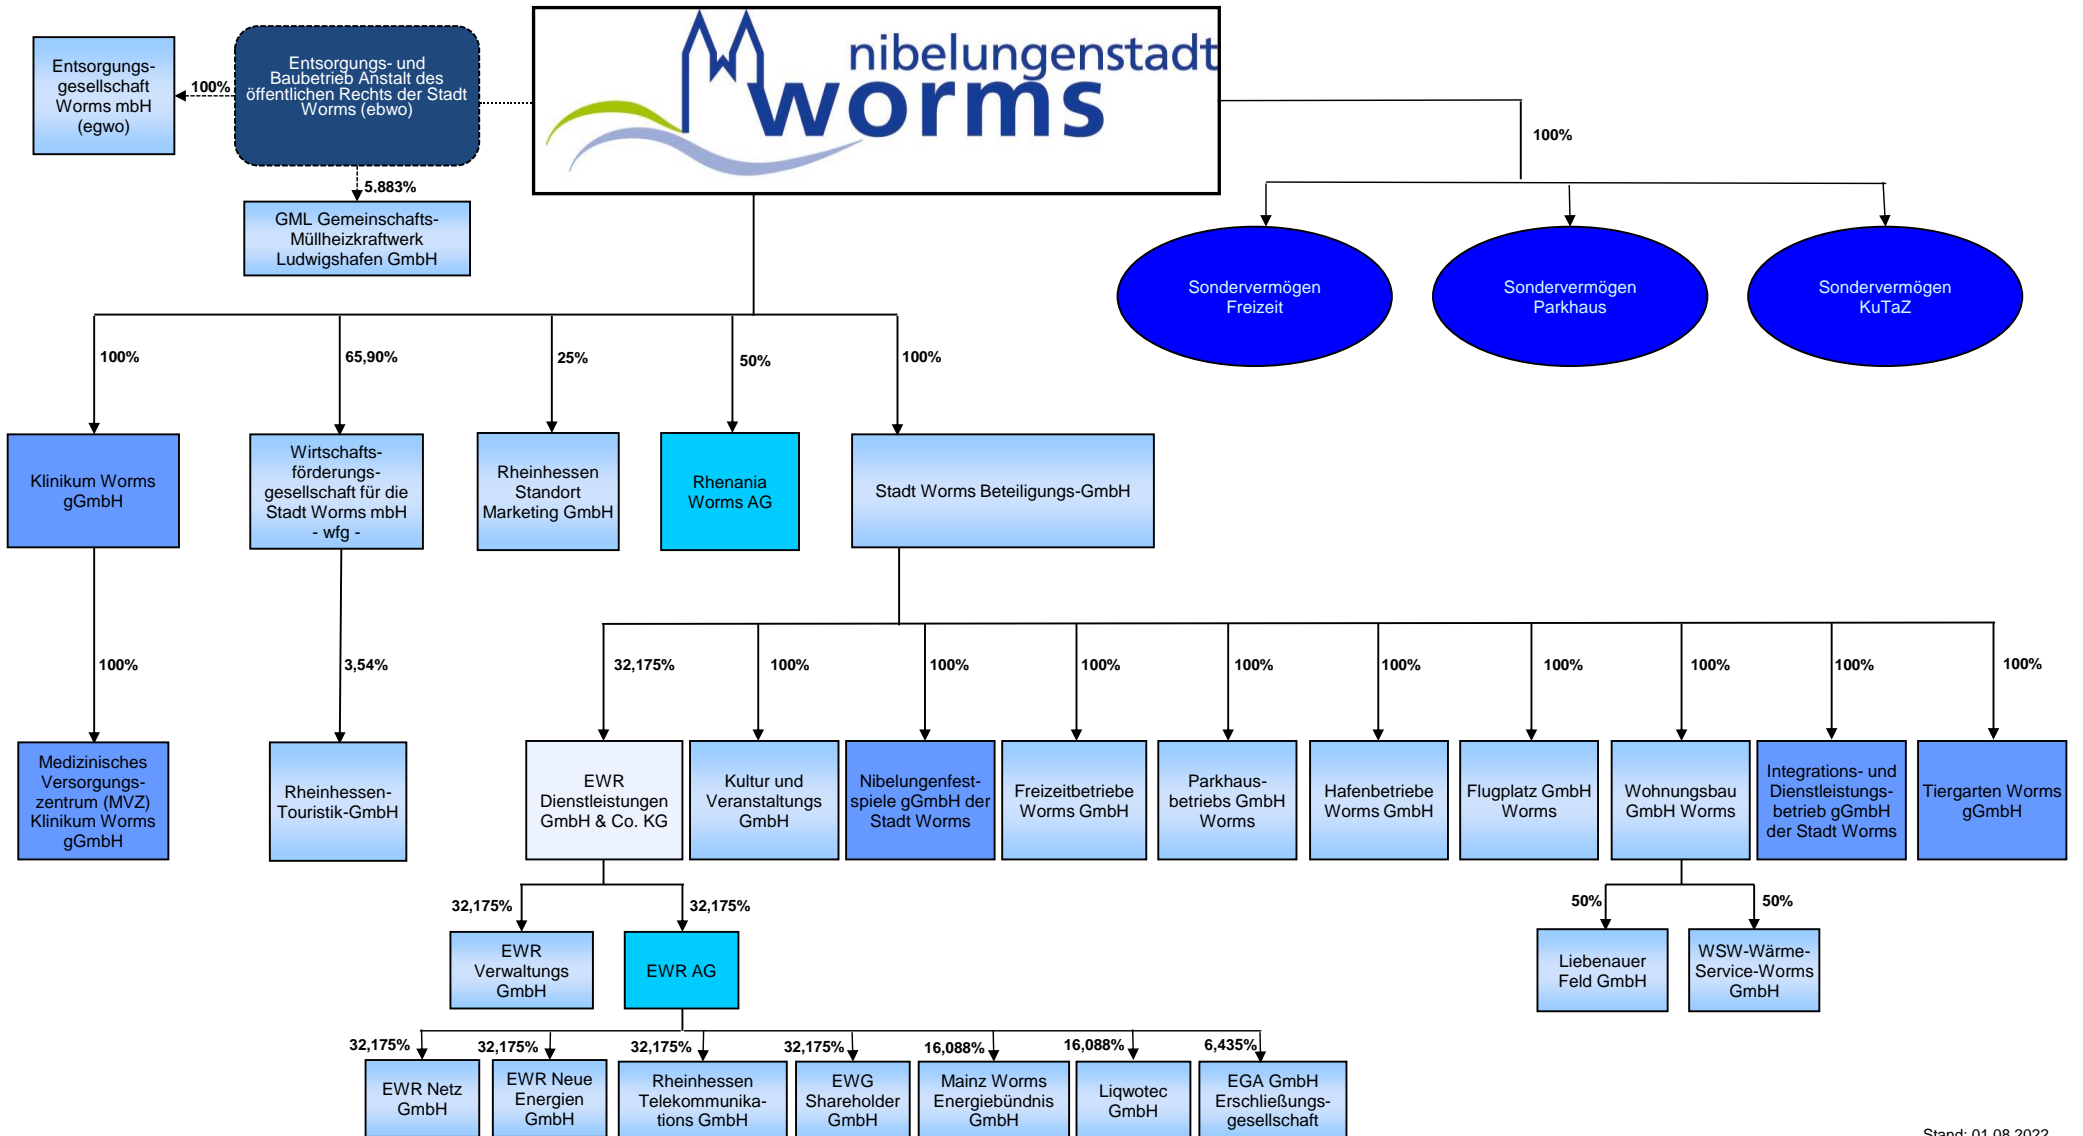 nibelungenstadt
worms
Entsorgungs-
gesellschaft
Worms mbH
(egwo)
100%
Entsorgungs- und
Baubetrieb Anstalt des
öffentlichen Rechts der Stadt
Worms (ebwo)
5,883%
GML Gemeinschafts-
Müllheizkraftwerk
Ludwigshafen GmbH
100%
Sondervermögen
Freizeit
Sondervermögen
Parkhaus
Sondervermögen
KuTaZ
100%
65,90%
25%
50%
100%
Klinikum Worms
gGmbH
Wirtschafts-
förderungs-
gesellschaft für die
Stadt Worms mbH
- wfg -
Rheinhessen
Standort
Marketing GmbH
Rhenania
Worms AG
Stadt Worms Beteiligungs-GmbH
100%
3,54%
32,175%
100%
100%
100%
100%
100%
100%
100%
100%
100%
Medizinisches
Versorgungs-
zentrum (MVZ)
Klinikum Worms
gGmbH
Rheinhessen-
Touristik-GmbH
EWR
Dienstleistungen
GmbH & Co. KG
Kultur und
Veranstaltungs
GmbH
Nibelungenfest-
spiele gGmbH der
Stadt Worms
Freizeitbetriebe
Worms GmbH
Parkhaus-
betriebs GmbH
Worms
Hafenbetriebe
Worms GmbH
Flugplatz GmbH
Worms
Wohnungsbau
GmbH Worms
Integrations- und
Dienstleistungs-
betrieb gGmbH
der Stadt Worms
Tiergarten Worms
gGmbH
32,175%
32,175%
50%
50%
EWR
Verwaltungs
GmbH
EWR AG
Liebenauer
Feld GmbH
WSW-Wärme-
Service-Worms
GmbH
32,175%
32,175%
32,175%
32,175%
16,088%
16,088%
6,435%
EWR Netz
GmbH
EWR Neue
Energien
GmbH
Rheinhessen
Telekommunika-
tions GmbH
EWG
Shareholder
GmbH
Mainz Worms
Energiebündnis
GmbH
Liqwotec
GmbH
EGA GmbH
Erschließungs-
gesellschaft
Stand: 01.08.2022